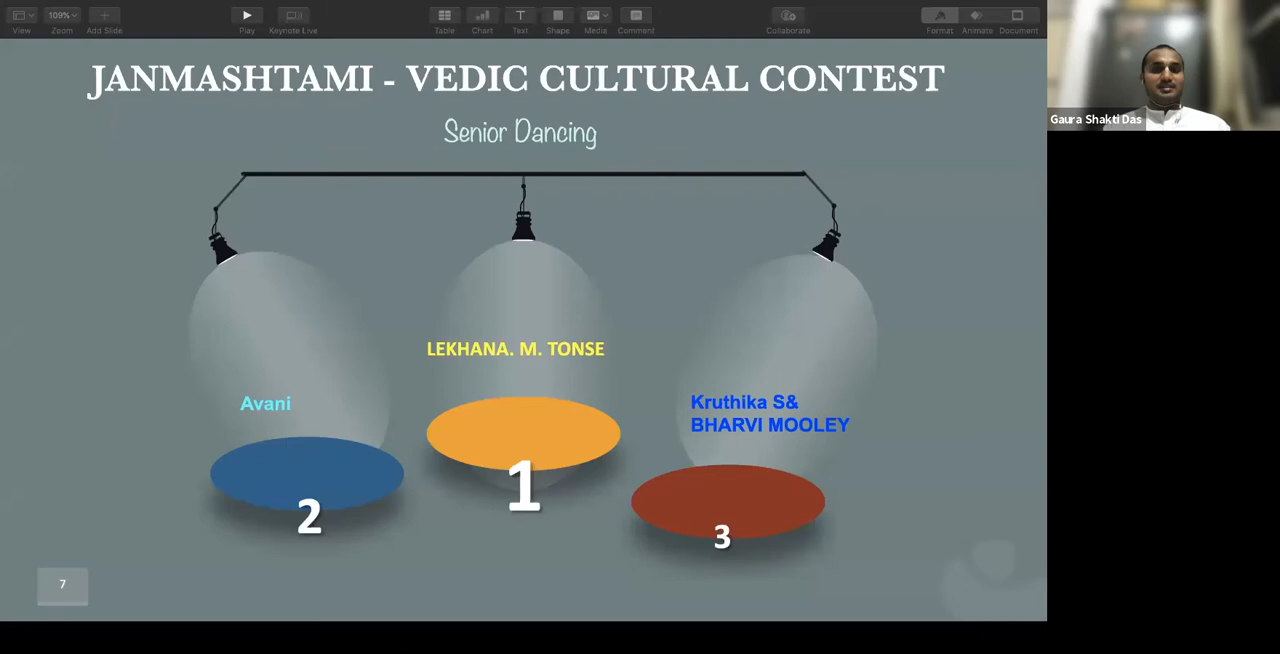 109%
View
Zoom
Add Slide
Play
Keynote Live
Table
Chart
Text
Shape
Media
Comment
Collaborate
Format
Animate
Document
JANMASHTAMI - VEDIC CULTURAL CONTEST
Gaura Shakti Das
Senior Dancing
LEKHANA. M. TONSE
Avani
Kruthika S&
BHARVI MOOLEY
1
2
3
7